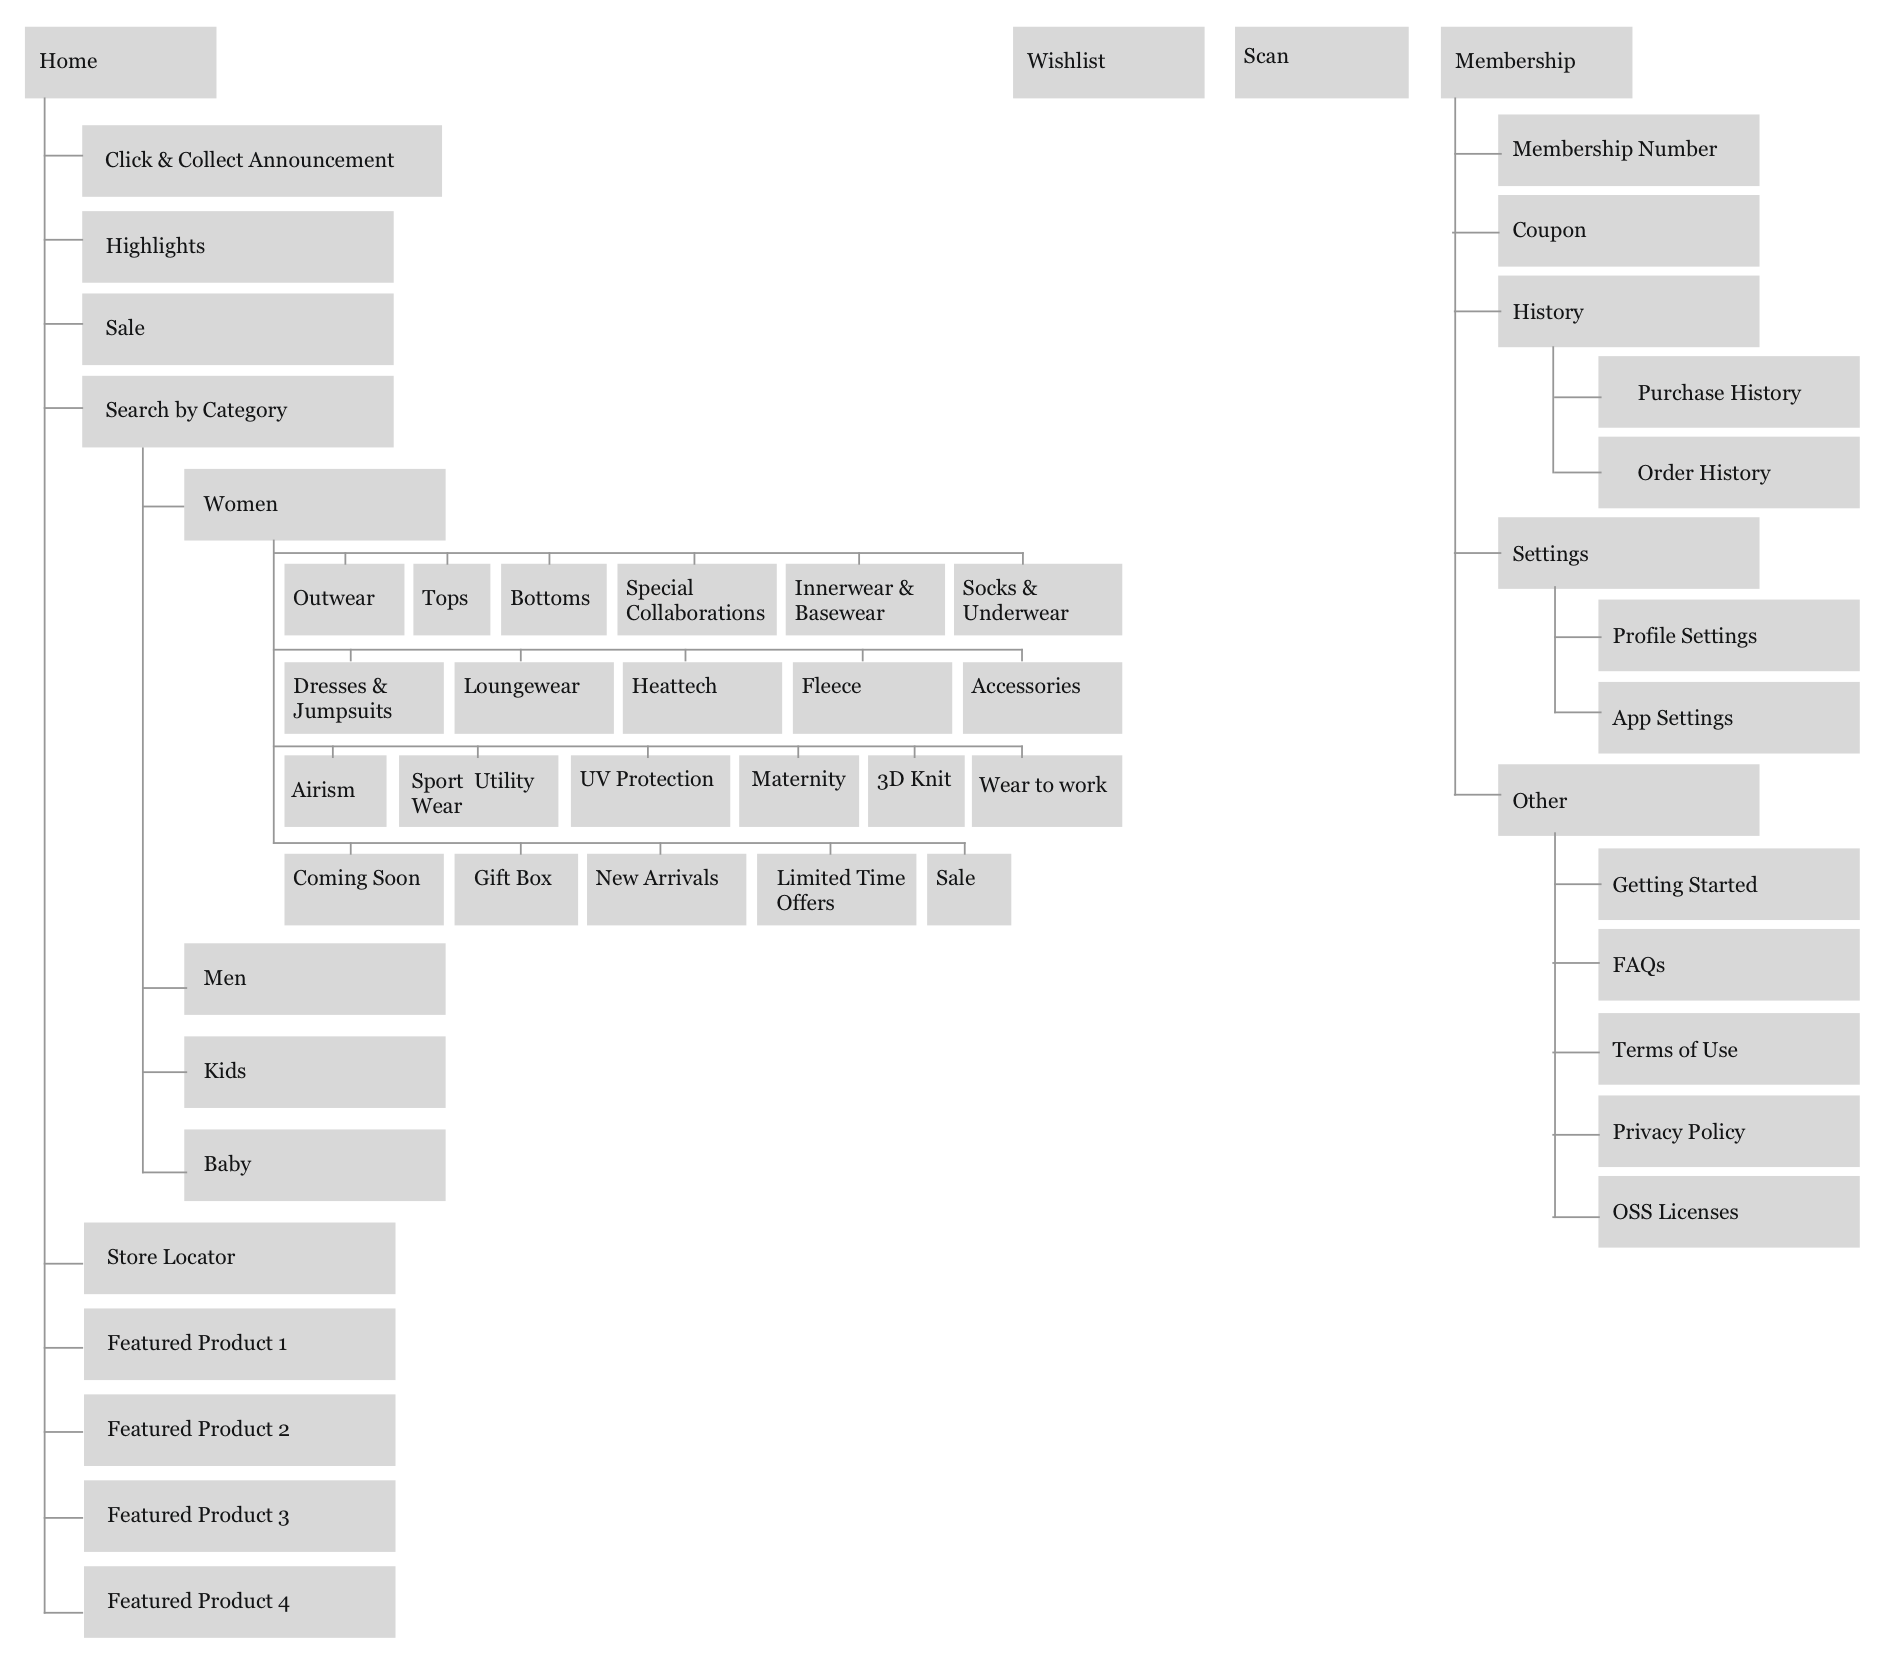 Home
Wishlist
Scan
Membership
Click & Collect Announcement
Highlights
Sale
Search by Category
Women
Outwear
Tops
Bottoms
Special
Collaborations
Innerwear &
Basewear
Socks &
Underwear
Dresses &
Jumpsuits
Loungewear
Heattech
Fleece
Accessories
Airism
Sport Utility
Wear
UV Protection
Maternity
3D Knit
Wear to work
Coming Soon
Gift Box
New Arrivals
Limited Time
Offers
Sale
Men
Kids
Baby
Store Locator
Featured Product 1
Featured Product 2
Featured Product 3
Featured Product 4
Membership Number
Coupon
History
Purchase History
Order History
Settings
Profile Settings
App Settings
Other
Getting Started
FAQs
Terms of Use
Privacy Policy
OSS Licenses